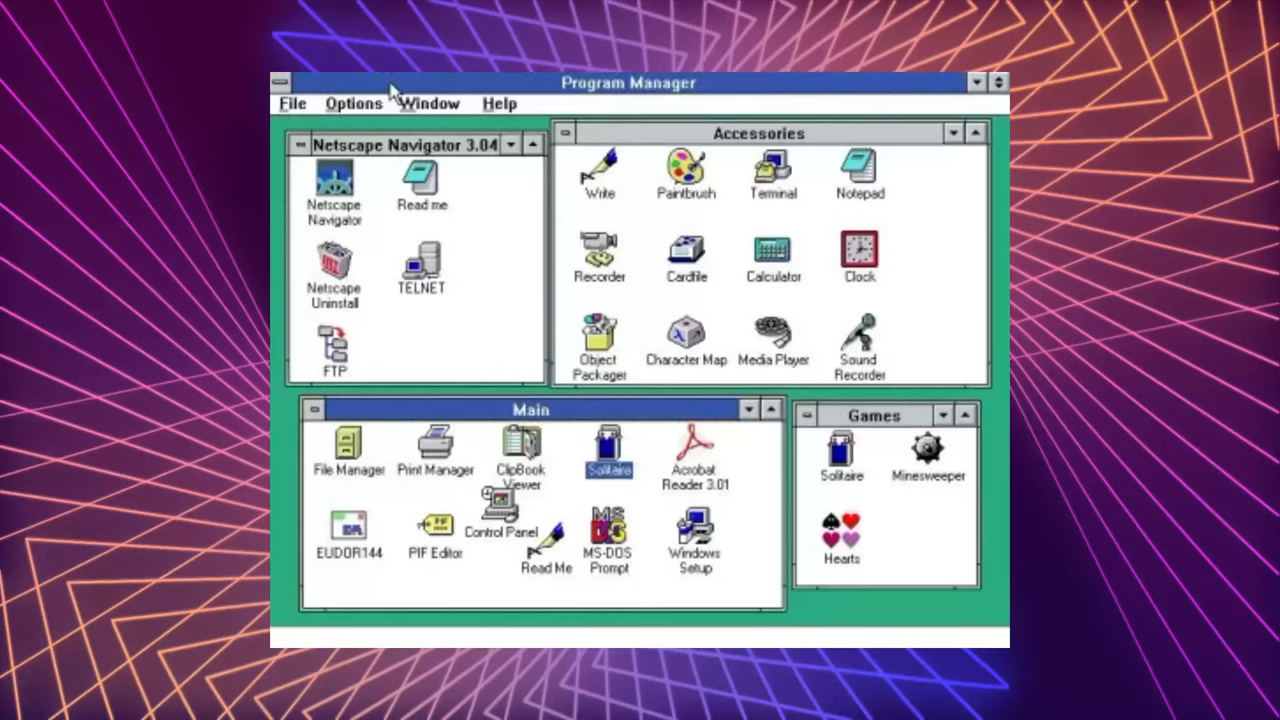 Program Manager
File Options Window Help
Netscape Navigator 3.04
Netscape
Navigator
Read me
Netscape
Uninstall
TELNET
FTP
Accessories
Write
Paintbrush
Terminal
Notepad
Recorder
Cardfile
Calculator
Clock
Object
Packager
Character Map
Media Player
Sound
Recorder
Main
File Manager
Print Manager
ClipBook
Viewer
Solitaire
Acrobat
Reader 3.01
EUDOR144
PIF Editor
Control Panel
Read Me
MS
DOS
MS-DOS
Prompt
Windows
Setup
Games
Solitaire
Minesweeper
Hearts